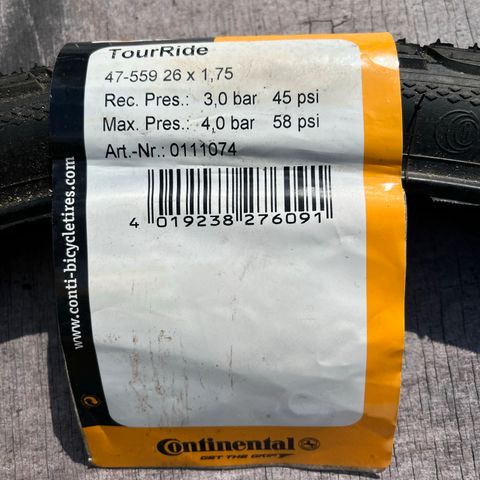 TourRide
47-559 26 x 1,75
Rec. Pres.: 3,0 bar 45 psi
Max. Pres.: 4,0 bar 58 psi
Art.-Nr.: 0111074
4 019238 276091
www.conti-bicycletires.com
Continental
GET THE GRIP